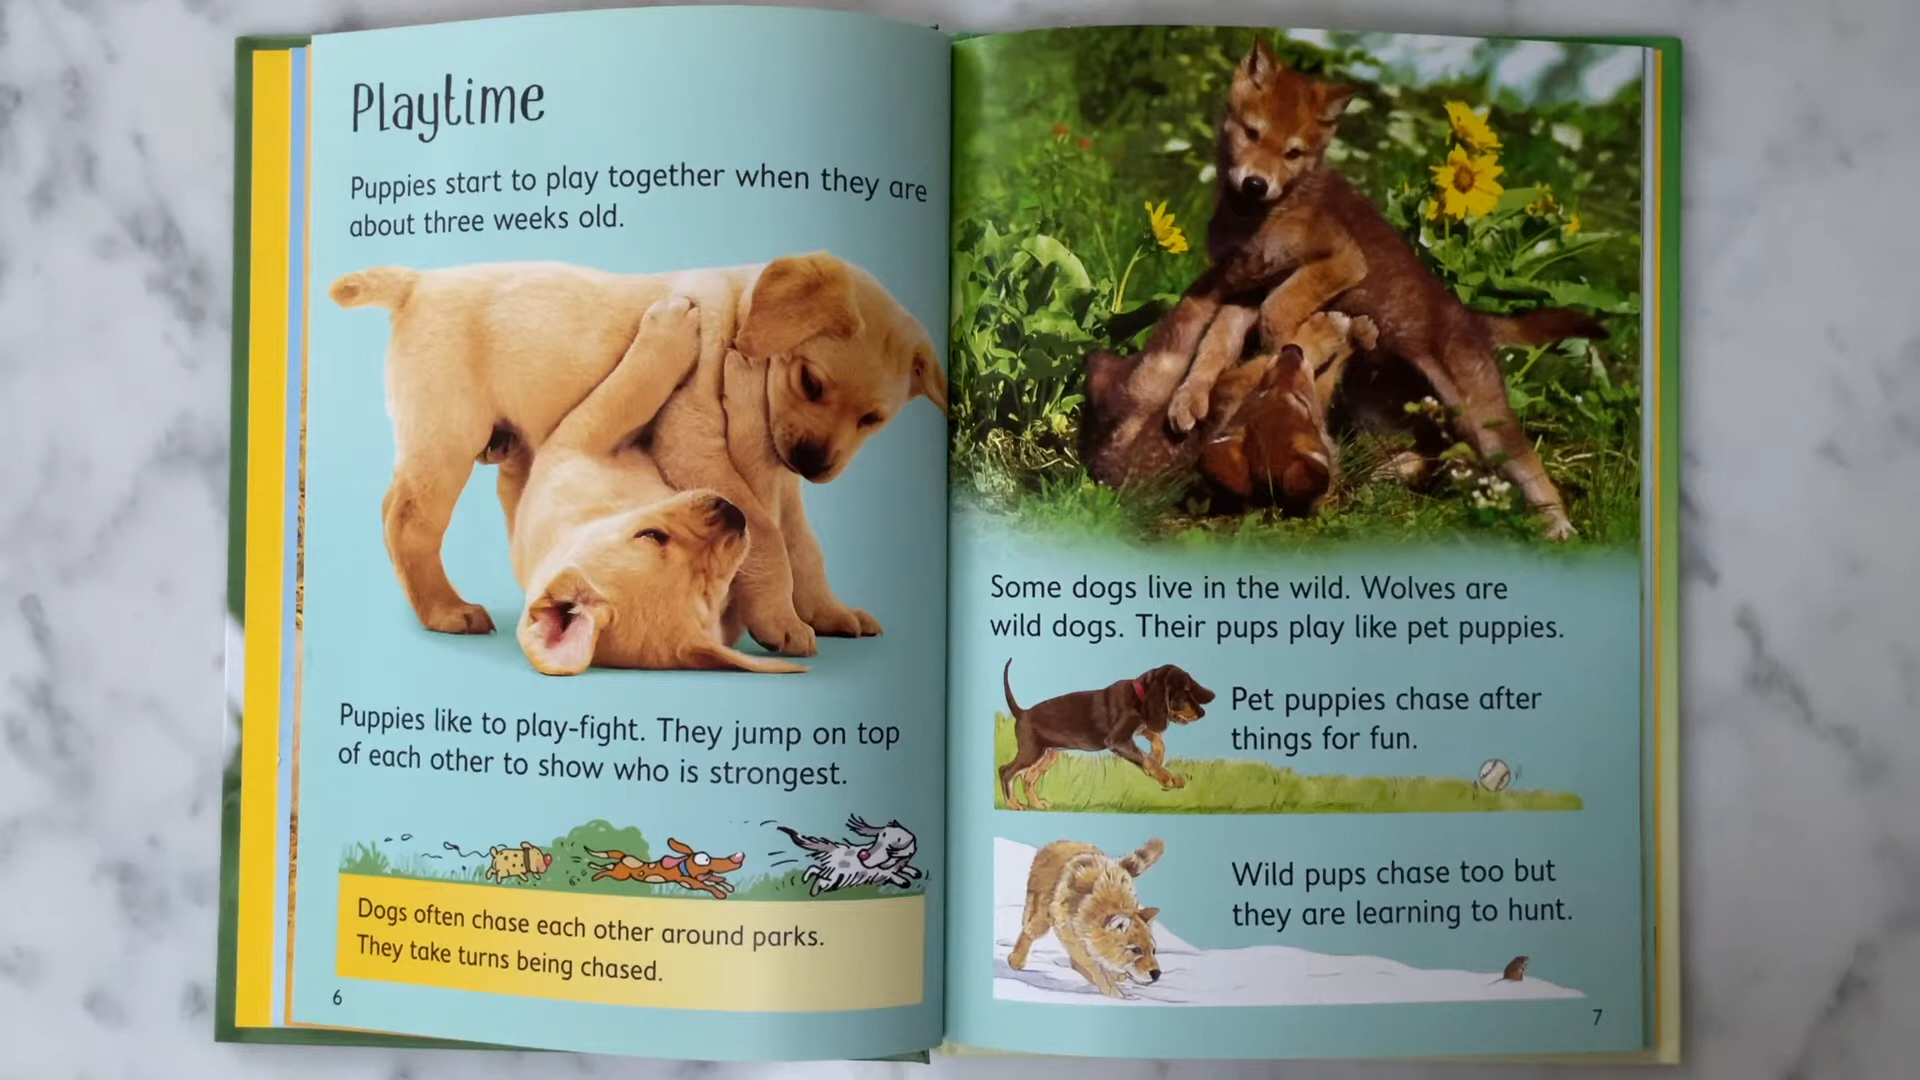 Playtime
Puppies start to play together when they are
about three weeks old.
Puppies like to play-fight. They jump on top
of each other to show who is strongest.
Dogs often chase each other around parks.
They take turns being chased.
6
Some dogs live in the wild. Wolves are
wild dogs. Their pups play like pet puppies.
Pet puppies chase after
things for fun.
Wild pups chase too but
they are learning to hunt.
7